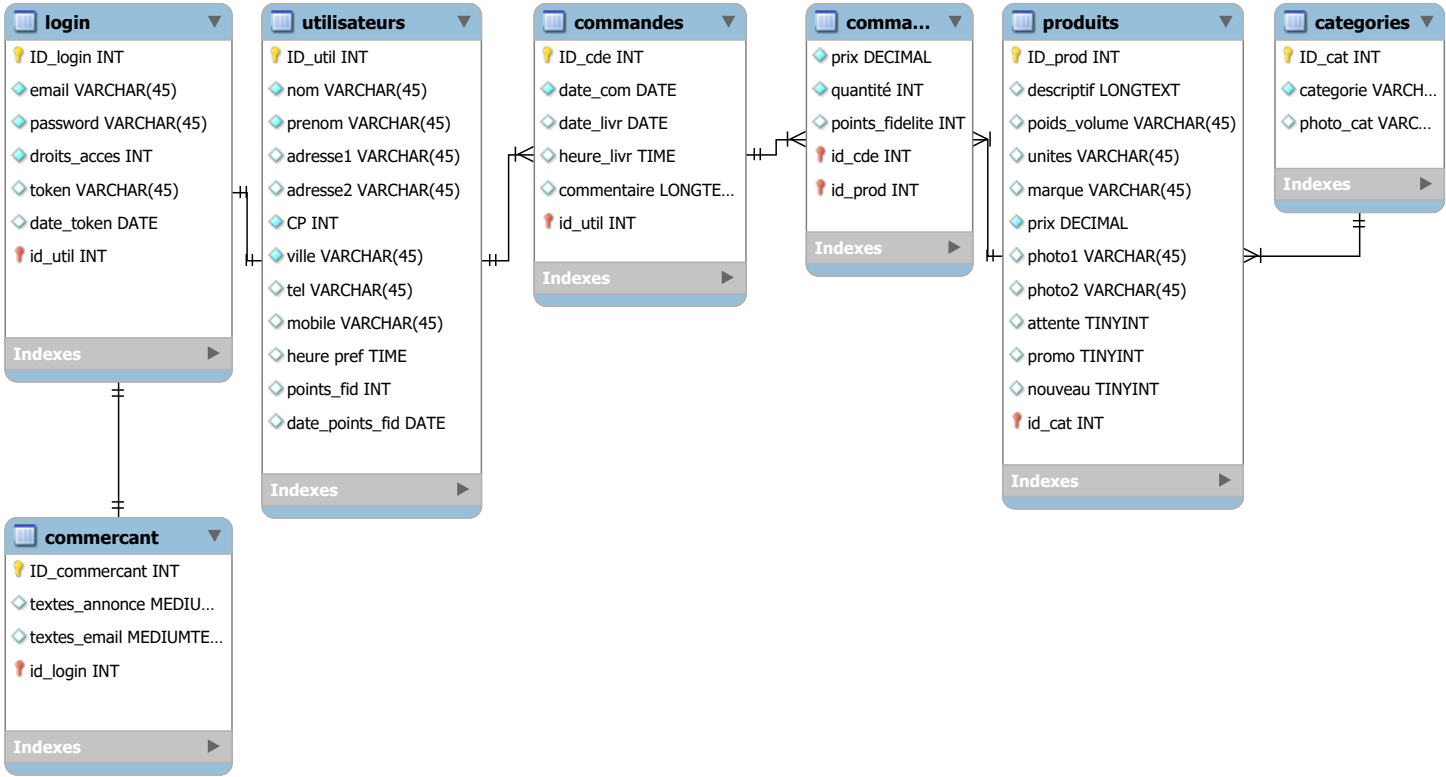 login
ID_login INT
email VARCHAR(45)
password VARCHAR(45)
droits_acces INT
token VARCHAR(45)
date_token DATE
id_util INT
Indexes
utilisateurs
ID_util INT
nom VARCHAR(45)
prenom VARCHAR(45)
adresse1 VARCHAR(45)
adresse2 VARCHAR(45)
CP INT
ville VARCHAR(45)
tel VARCHAR(45)
mobile VARCHAR(45)
heure pref TIME
points_fid INT
date_points_fid DATE
Indexes
commandes
ID_cde INT
date_com DATE
date_livr DATE
heure_livr TIME
commentaire LONGTE...
id_util INT
Indexes
comma...
prix DECIMAL
quantité INT
points_fidelite INT
id_cde INT
id_prod INT
Indexes
produits
ID_prod INT
descriptif LONGTEXT
poids_volume VARCHAR(45)
unites VARCHAR(45)
marque VARCHAR(45)
prix DECIMAL
photo1 VARCHAR(45)
photo2 VARCHAR(45)
attente TINYINT
promo TINYINT
nouveau TINYINT
id_cat INT
Indexes
categories
ID_cat INT
categorie VARCH...
photo_cat VARC...
Indexes
commercant
ID_commercant INT
textes_annonce MEDIU...
textes_email MEDIUMTE...
id_login INT
Indexes